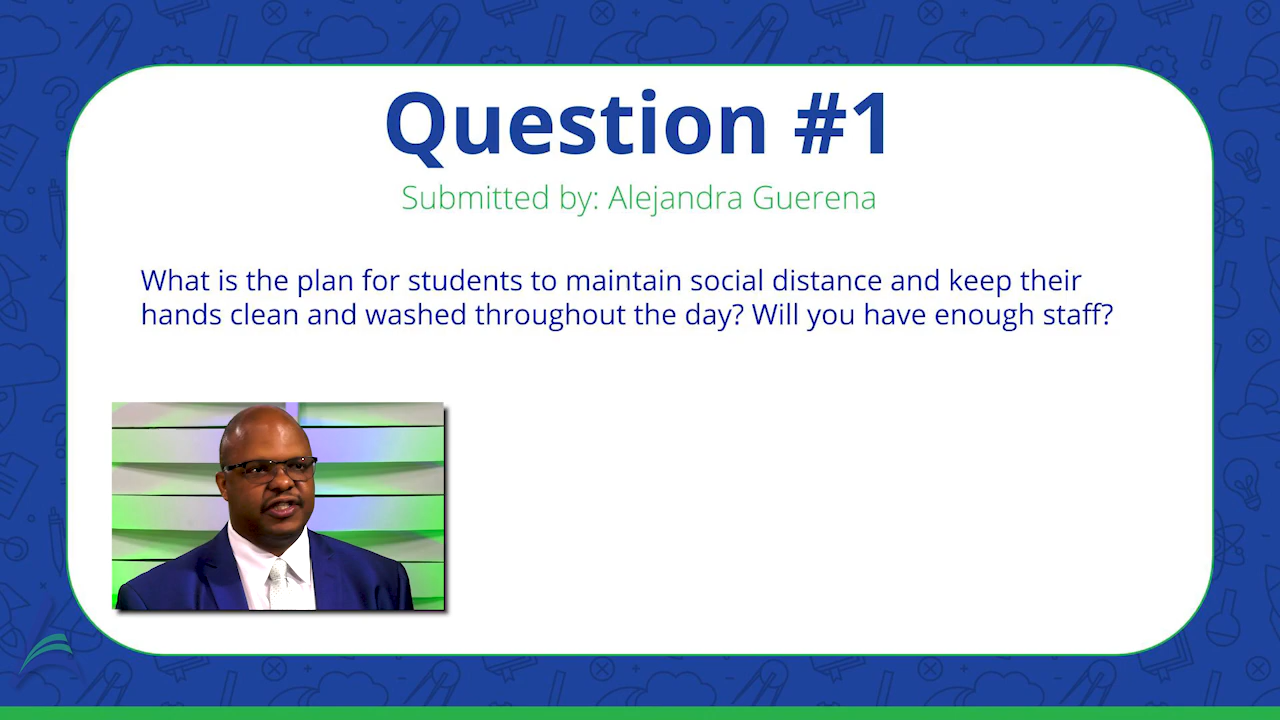 Question #1
Submitted by: Alejandra Guerena
What is the plan for students to maintain social distance and keep their
hands clean and washed throughout the day? Will you have enough staff?